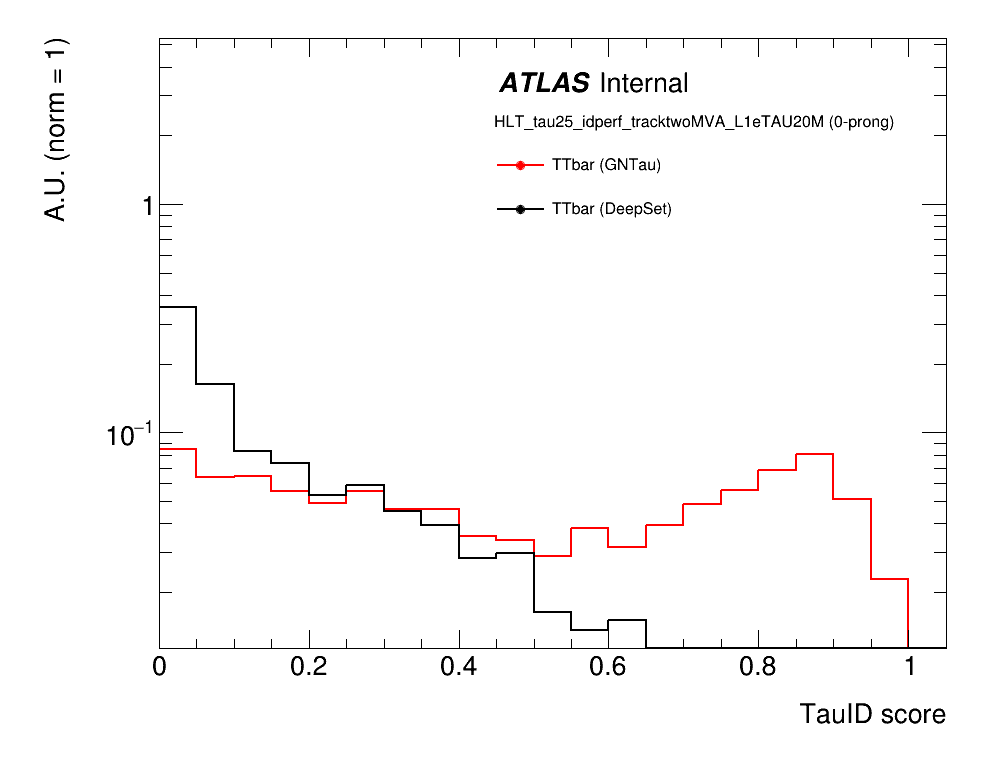 A.U. (norm = 1)
ATLAS Internal
HLT_tau25_idperf_tracktwoMVA_L1eTAU20M (0-prong)
TTbar (GNTau)
TTbar (DeepSet)
1
10⁻¹
0 0.2 0.4 0.6 0.8 1
TauID score